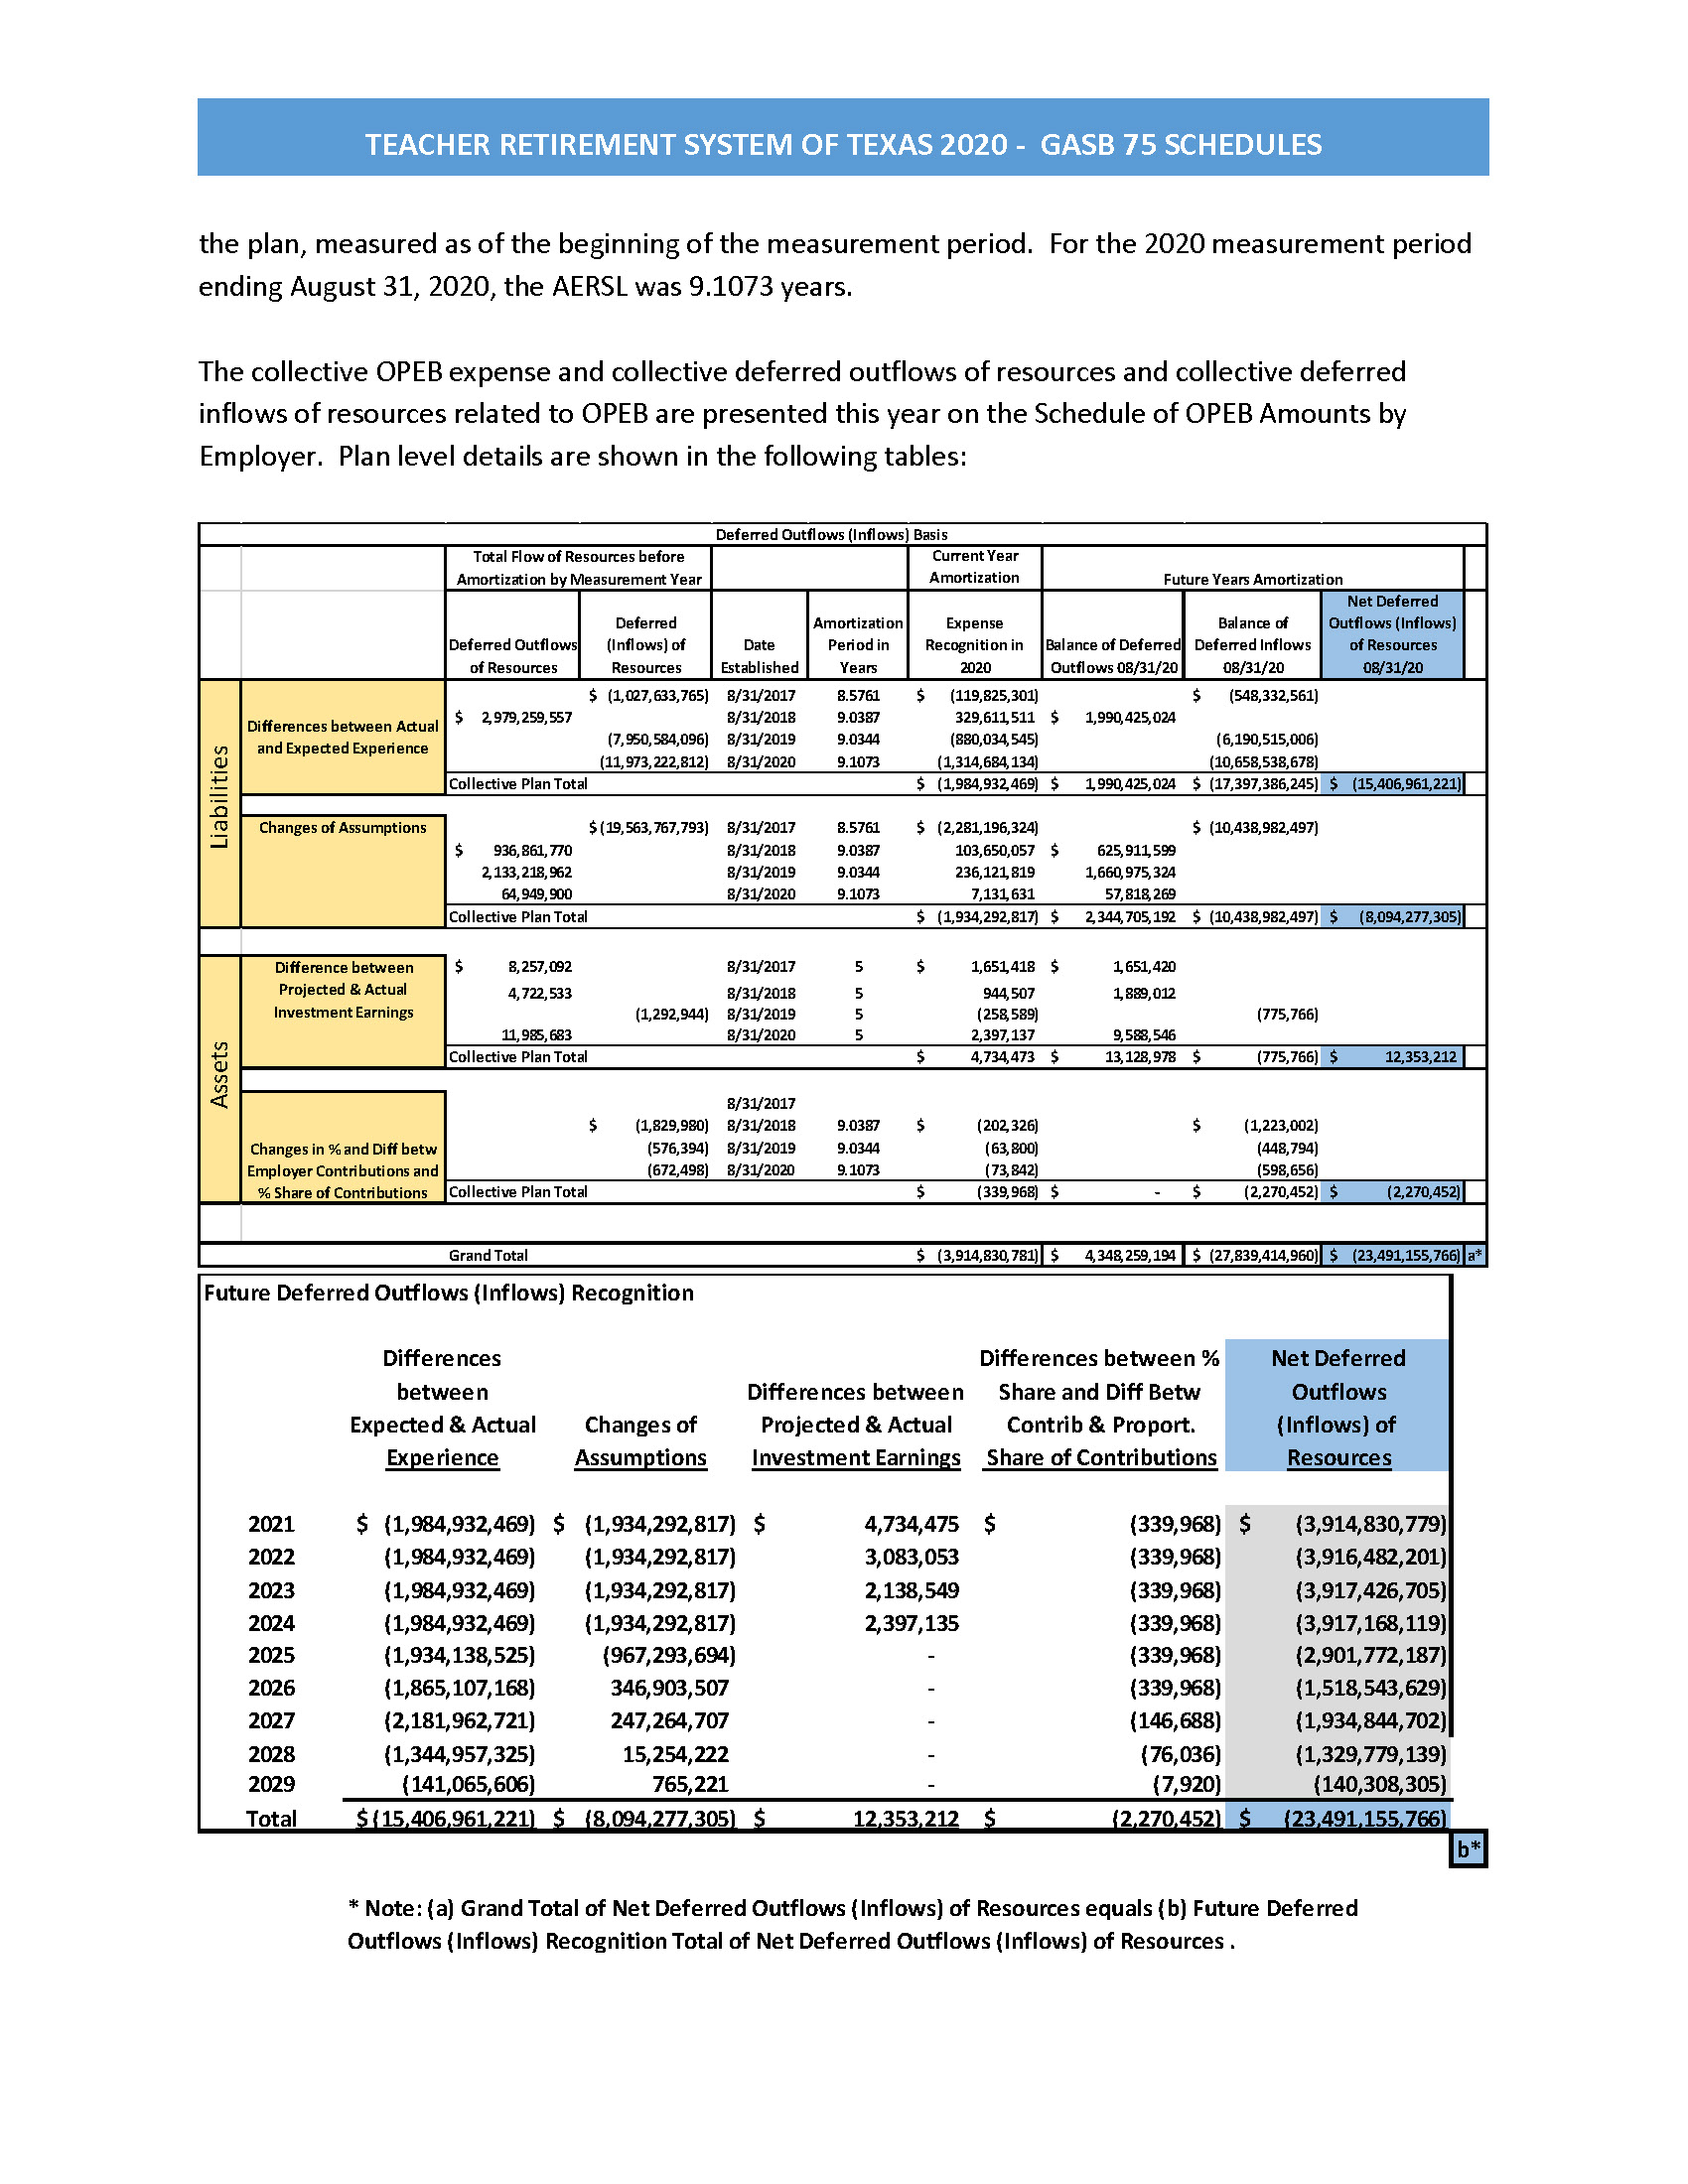 TEACHER RETIREMENT SYSTEM OF TEXAS 2020 - GASB 75 SCHEDULES
the plan, measured as of the beginning of the measurement period. For the 2020 measurement period
ending August 31, 2020, the AERSL was 9.1073 years.
The collective OPEB expense and collective deferred outflows of resources and collective deferred
inflows of resources related to OPEB are presented this year on the Schedule of OPEB Amounts by
Employer. Plan level details are shown in the following tables:
Deferred Outflows (Inflows) Basis
Total Flow of Resources before
Amortization by Measurement Year
Current Year
Amortization
Future Years Amortization
Deferred Outflows
of Resources
Deferred
(Inflows) of
Resources
Date
Established
Amortization
Period in
Years
Expense
Recognition in
2020
Balance of Deferred
Outflows 08/31/20
Balance of
Deferred Inflows
08/31/20
Net Deferred
Outflows (Inflows)
of Resources
08/31/20
Liabilities
Differences between Actual
and Expected Experience
$ (1,027,633,765) 8/31/2017 8.5761 $ (119,825,301) $ (548,332,561)
$ 2,979,259,557 8/31/2018 9.0387 329,611,511 $ 1,990,425,024
(7,950,584,096) 8/31/2019 9.0344 (880,034,545) (6,190,515,006)
(11,973,222,812) 8/31/2020 9.1073 (1,314,684,134) (10,658,538,678)
Collective Plan Total $ (1,984,932,469) $ 1,990,425,024 $ (17,397,386,245) $ (15,406,961,221)
Changes of Assumptions $ (19,563,767,793) 8/31/2017 8.5761 $ (2,281,196,324) $ (10,438,982,497)
$ 936,861,770 8/31/2018 9.0387 103,650,057 $ 625,911,599
2,133,218,962 8/31/2019 9.0344 236,121,819 1,660,975,324
64,949,900 8/31/2020 9.1073 7,131,631 57,818,269
Collective Plan Total $ (1,934,292,817) $ 2,344,705,192 $ (10,438,982,497) $ (8,094,277,305)
Assets
Difference between
Projected & Actual
Investment Earnings
$ 8,257,092 8/31/2017 5 $ 1,651,418 $ 1,651,420
4,722,533 8/31/2018 5 944,507 1,889,012
(1,292,944) 8/31/2019 5 (258,589) (775,766)
11,985,683 8/31/2020 5 2,397,137 9,588,546
Collective Plan Total $ 4,734,473 $ 13,128,978 $ (775,766) $ 12,353,212
Changes in % and Diff betw
Employer Contributions and
% Share of Contributions
8/31/2017
$ (1,829,980) 8/31/2018 9.0387 $ (202,326) $ (1,223,002)
(576,394) 8/31/2019 9.0344 (63,800) (448,794)
(672,498) 8/31/2020 9.1073 (73,842) (598,656)
Collective Plan Total $ (339,968) $ - $ (2,270,452) $ (2,270,452)
Grand Total $ (3,914,830,781) $ 4,348,259,194 $ (27,839,414,960) $ (23,491,155,766) a*
Future Deferred Outflows (Inflows) Recognition
Differences
between
Expected & Actual
Experience
Changes of
Assumptions
Differences between
Projected & Actual
Investment Earnings
Differences between %
Share and Diff Betw
Contrib & Proport.
Share of Contributions
Net Deferred
Outflows
(Inflows) of
Resources
2021 $ (1,984,932,469) $ (1,934,292,817) $ 4,734,475 $ (339,968) $ (3,914,830,779)
2022 (1,984,932,469) (1,934,292,817) 3,083,053 (339,968) (3,916,482,201)
2023 (1,984,932,469) (1,934,292,817) 2,138,549 (339,968) (3,917,426,705)
2024 (1,984,932,469) (1,934,292,817) 2,397,135 (339,968) (3,917,168,119)
2025 (1,934,138,525) (967,293,694) - (339,968) (2,901,772,187)
2026 (1,865,107,168) 346,903,507 - (339,968) (1,518,543,629)
2027 (2,181,962,721) 247,264,707 - (146,688) (1,934,844,702)
2028 (1,344,957,325) 15,254,222 - (76,036) (1,329,779,139)
2029 (141,065,606) 765,221 - (7,920) (140,308,305)
Total $ (15,406,961,221) $ (8,094,277,305) $ 12,353,212 $ (2,270,452) $ (23,491,155,766)
b*
* Note: (a) Grand Total of Net Deferred Outflows (Inflows) of Resources equals (b) Future Deferred
Outflows (Inflows) Recognition Total of Net Deferred Outflows (Inflows) of Resources .